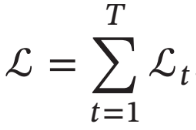 ℒ = ∑_{t=1}^{T} ℒ_t